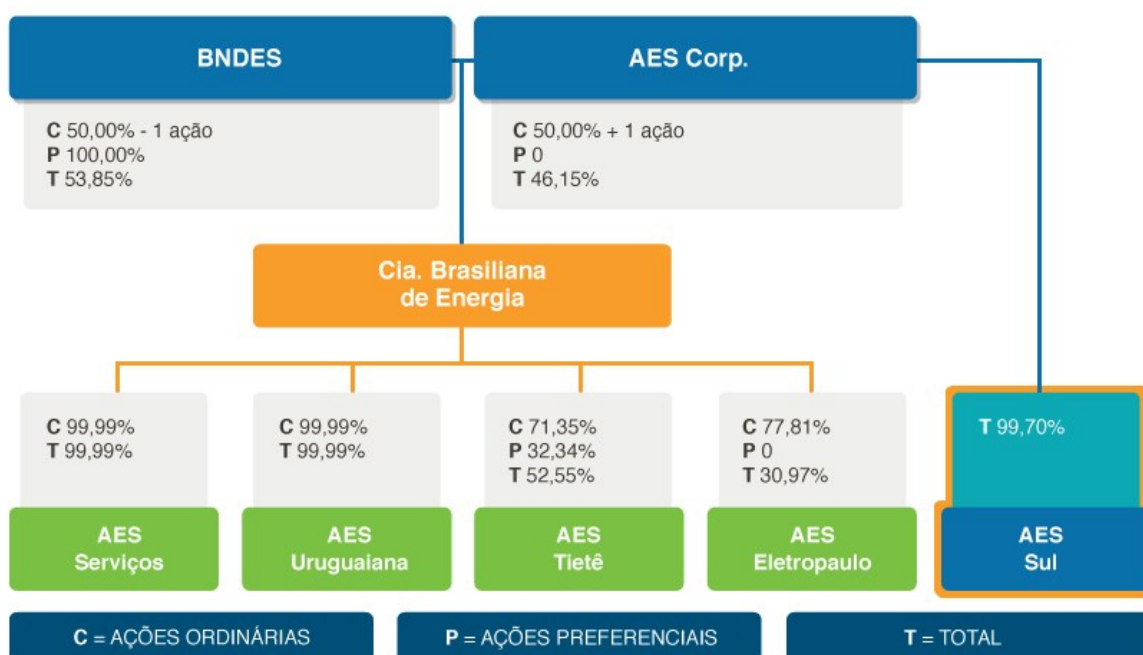 BNDES
AES Corp.
C 50,00% - 1 ação
P 100,00%
T 53,85%
C 50,00% + 1 ação
P 0
T 46,15%
Cia. Brasiliana
de Energia
C 99,99%
T 99,99%
C 99,99%
T 99,99%
C 71,35%
P 32,34%
T 52,55%
C 77,81%
P 0
T 30,97%
T 99,70%
AES
Serviços
AES
Uruguaiana
AES
Tietê
AES
Eletropaulo
AES
Sul
C = AÇÕES ORDINÁRIAS
P = AÇÕES PREFERENCIAIS
T = TOTAL